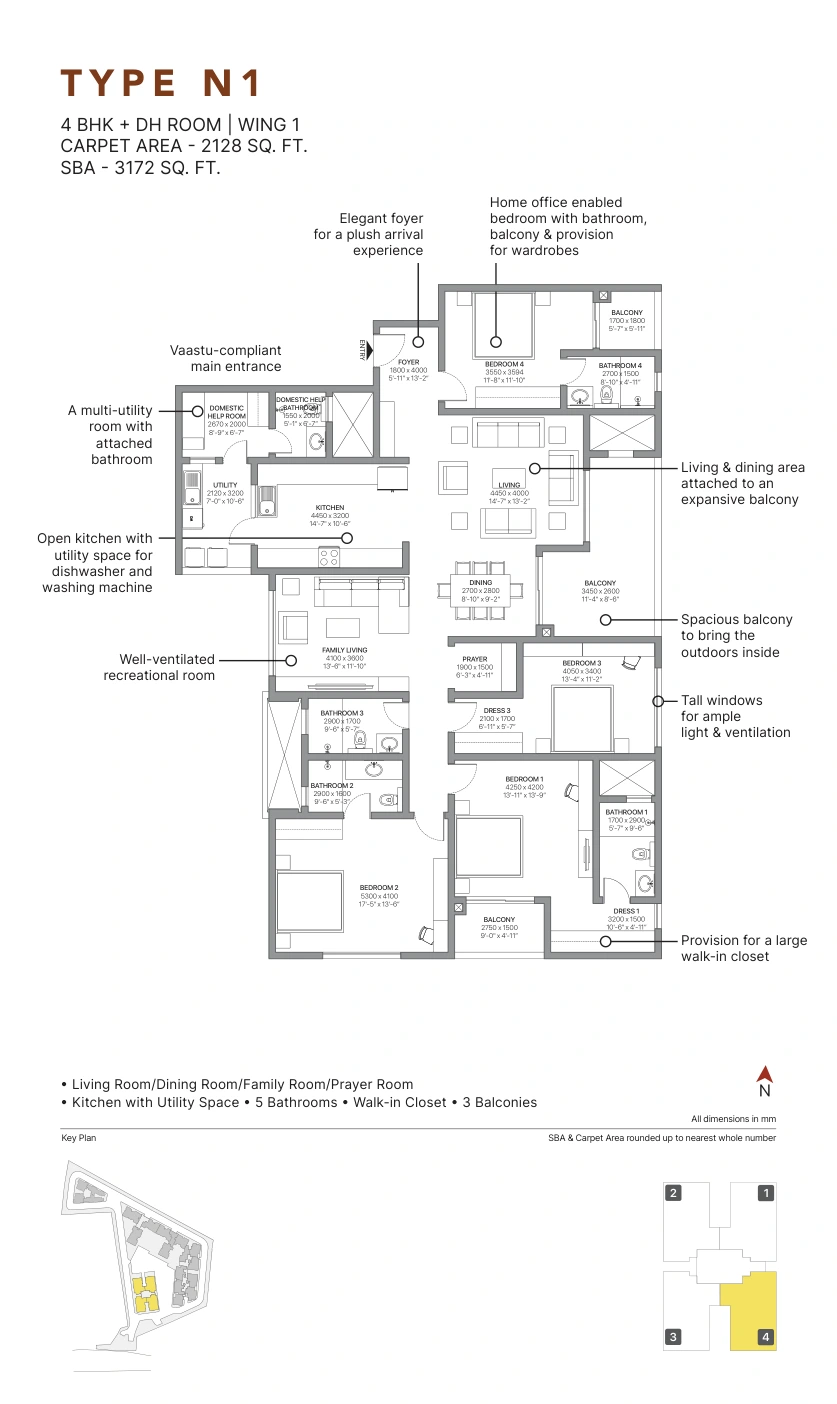 TYPE N1
4 BHK + DH ROOM | WING 1
CARPET AREA - 2128 SQ. FT.
SBA - 3172 SQ. FT.
Home office enabled
bedroom with bathroom,
balcony & provision
for wardrobes
Elegant foyer
for a plush arrival
experience
Vaastu-compliant
main entrance
ENTRY
FOYER
1800 x 4000
5'-11" x 13'-2"
BEDROOM 4
3550 x 3594
11'-8" x 11'-10"
BALCONY
1700 x 1800
5'-7" x 5'-11"
BATHROOM 4
2700 x 1500
8'-10" x 4'-11"
A multi-utility
room with
attached
bathroom
DOMESTIC
HELP ROOM
2670 x 2000
8'-9" x 6'-7"
DOMESTIC HELP
BATHROOM
1550 x 2000
5'-1" x 6'-7"
UTILITY
2120 x 3200
7'-0" x 10'-6"
KITCHEN
4450 x 3200
14'-7" x 10'-6"
LIVING
4450 x 4000
14'-7" x 13'-2"
Living & dining area
attached to an
expansive balcony
Open kitchen with
utility space for
dishwasher and
washing machine
DINING
2700 x 2800
8'-10" x 9'-2"
BALCONY
3450 x 2600
11'-4" x 8'-6"
Spacious balcony
to bring the
outdoors inside
Well-ventilated
recreational room
FAMILY LIVING
4100 x 3600
13'-6" x 11'-10"
PRAYER
1900 x 1500
6'-3" x 4'-11"
BEDROOM 3
4050 x 3400
13'-4" x 11'-2"
Tall windows
for ample
light & ventilation
BATHROOM 3
2900 x 1700
9'-6" x 5'-7"
DRESS 3
2100 x 1700
6'-11" x 5'-7"
BATHROOM 2
2900 x 1600
9'-6" x 5'-3"
BEDROOM 1
4250 x 4200
13'-11" x 13'-9"
BATHROOM 1
1700 x 2900
5'-7" x 9'-6"
BEDROOM 2
5300 x 4100
17'-5" x 13'-6"
BALCONY
2750 x 1500
9'-0" x 4'-11"
DRESS 1
3200 x 1500
10'-6" x 4'-11"
Provision for a large
walk-in closet
• Living Room/Dining Room/Family Room/Prayer Room
• Kitchen with Utility Space • 5 Bathrooms • Walk-in Closet • 3 Balconies
N
All dimensions in mm
Key Plan
SBA & Carpet Area rounded up to nearest whole number
2
1
3
4